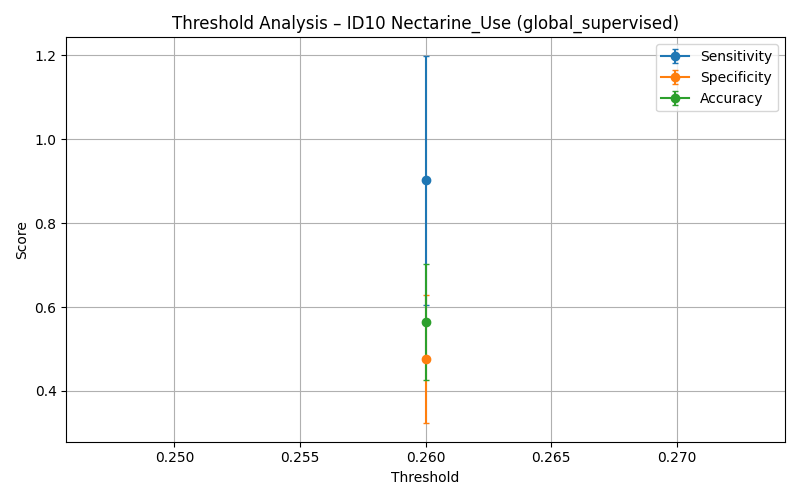 Threshold Analysis – ID10 Nectarine_Use (global_supervised)
Sensitivity
Specificity
Accuracy
1.2
1.0
0.8
0.6
0.4
Score
0.250 0.255 0.260 0.265 0.270
Threshold